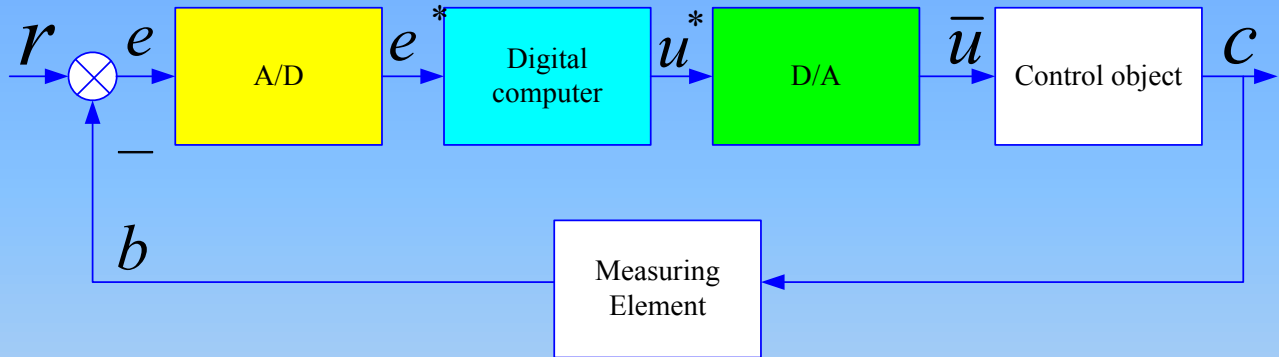 r
e
A/D
e*
Digital
computer
u*
D/A
u̅
Control object
c
−
b
Measuring
Element